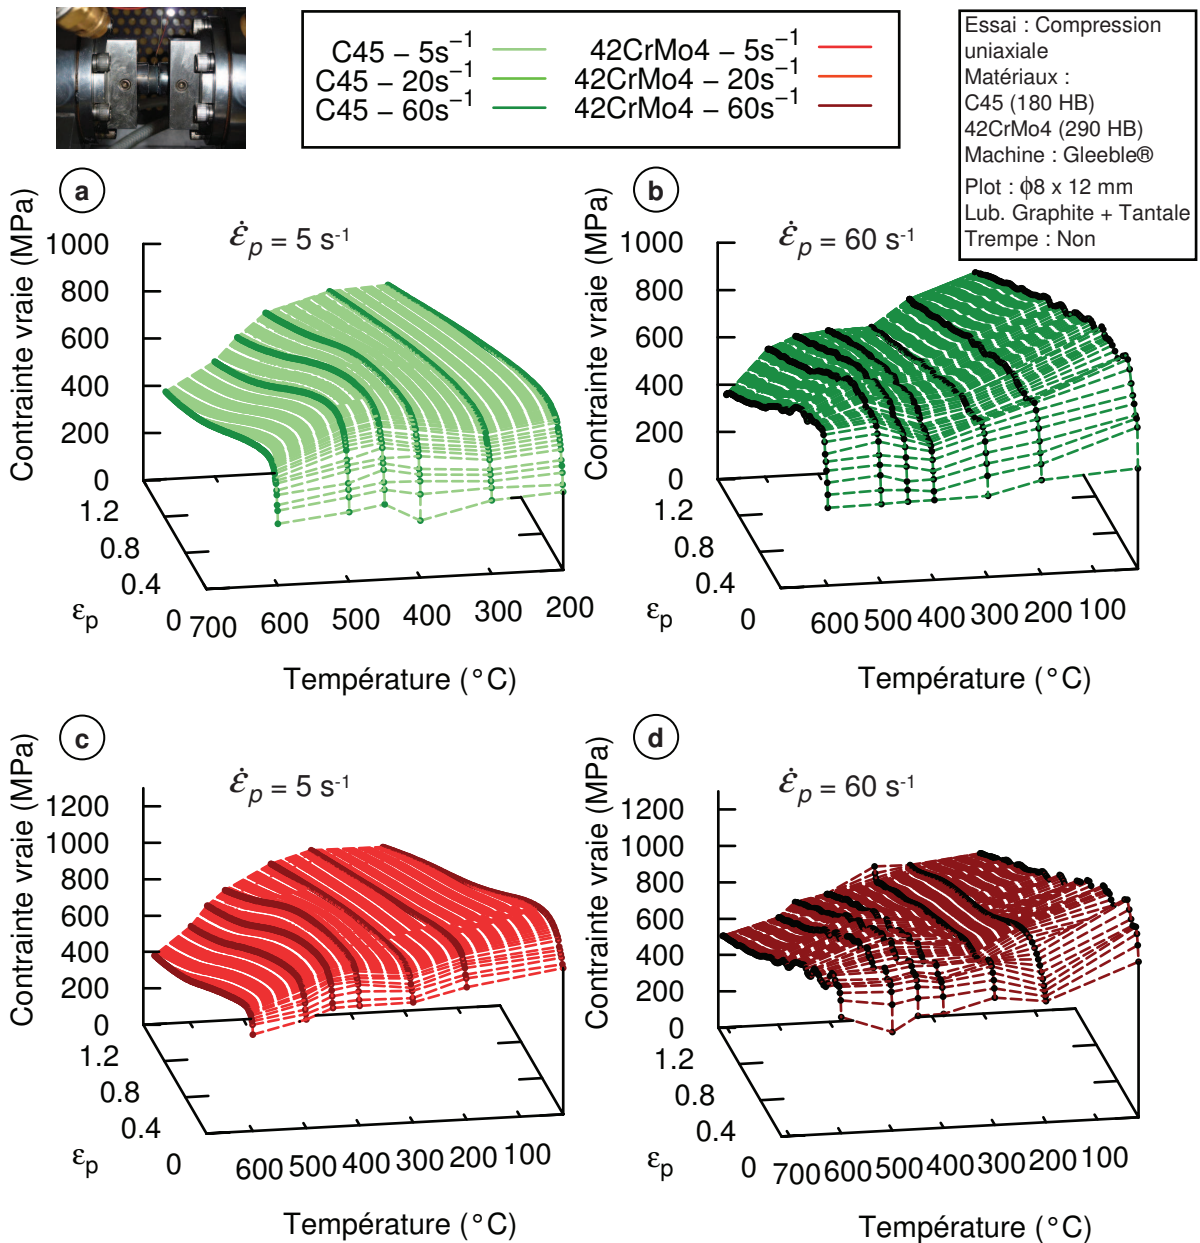 C45 – 5s⁻¹
C45 – 20s⁻¹
C45 – 60s⁻¹
42CrMo4 – 5s⁻¹
42CrMo4 – 20s⁻¹
42CrMo4 – 60s⁻¹
Essai : Compression
uniaxiale
Matériaux :
C45 (180 HB)
42CrMo4 (290 HB)
Machine : Gleeble®
Plot : ϕ8 x 12 mm
Lub. Graphite + Tantale
Trempe : Non
a
ε̇p = 5 s-1
Contrainte vraie (MPa)
1000
800
600
400
200
0
1.2
0.8
0.4
0
εp
700
600
500
400
300
200
Température (°C)
b
ε̇p = 60 s-1
Contrainte vraie (MPa)
1000
800
600
400
200
0
1.2
0.8
0.4
0
εp
600
500
400
300
200
100
Température (°C)
c
ε̇p = 5 s-1
Contrainte vraie (MPa)
1200
1000
800
600
400
200
0
1.2
0.8
0.4
0
εp
600
500
400
300
200
100
Température (°C)
d
ε̇p = 60 s-1
Contrainte vraie (MPa)
1200
1000
800
600
400
200
0
1.2
0.8
0.4
0
εp
700
600
500
400
300
200
100
Température (°C)